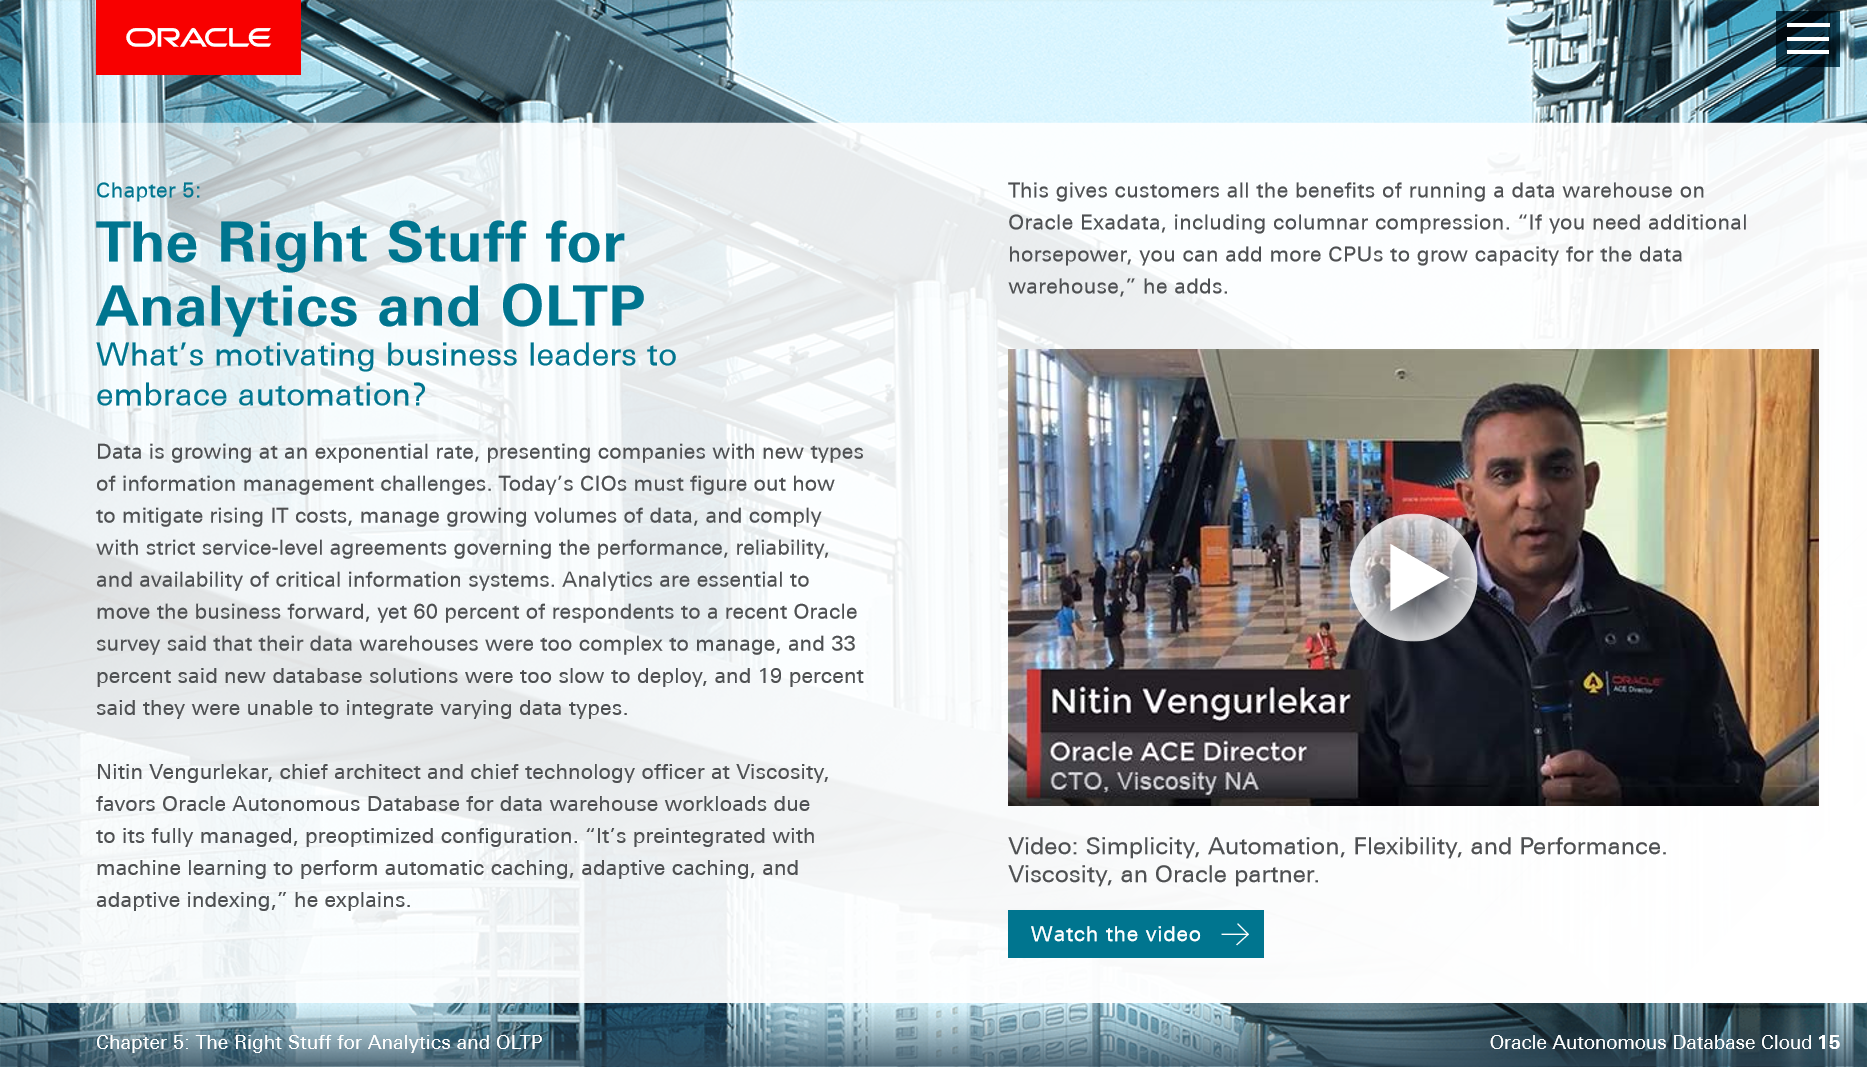 ORACLE
Chapter 5:
The Right Stuff for
Analytics and OLTP
What’s motivating business leaders to
embrace automation?
Data is growing at an exponential rate, presenting companies with new types
of information management challenges. Today’s CIOs must figure out how
to mitigate rising IT costs, manage growing volumes of data, and comply
with strict service-level agreements governing the performance, reliability,
and availability of critical information systems. Analytics are essential to
move the business forward, yet 60 percent of respondents to a recent Oracle
survey said that their data warehouses were too complex to manage, and 33
percent said new database solutions were too slow to deploy, and 19 percent
said they were unable to integrate varying data types.
Nitin Vengurlekar, chief architect and chief technology officer at Viscosity,
favors Oracle Autonomous Database for data warehouse workloads due
to its fully managed, preoptimized configuration. “It’s preintegrated with
machine learning to perform automatic caching, adaptive caching, and
adaptive indexing,” he explains.
This gives customers all the benefits of running a data warehouse on
Oracle Exadata, including columnar compression. “If you need additional
horsepower, you can add more CPUs to grow capacity for the data
warehouse,” he adds.
ORACLE
ACE Director
Nitin Vengurlekar
Oracle ACE Director
CTO, Viscosity NA
Video: Simplicity, Automation, Flexibility, and Performance.
Viscosity, an Oracle partner.
Watch the video
Chapter 5: The Right Stuff for Analytics and OLTP
Oracle Autonomous Database Cloud 15